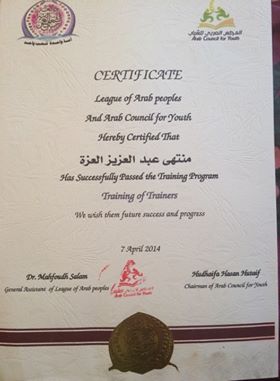 المجلس العربي للشباب
Arab Council for Youth
CERTIFICATE
League of Arab peoples
And Arab Council for Youth
Hereby Certified That
منتهى عبد العزيز العزة
Has Successfully Passed the Training Program
Training of Trainers
We wish them future success and progress
7 April 2014
Dr. Mahfoudh Salam
Hudhaifa Hasan Hutaif
General Assistant of League of Arab peoples
Chairman of Arab Council for Youth